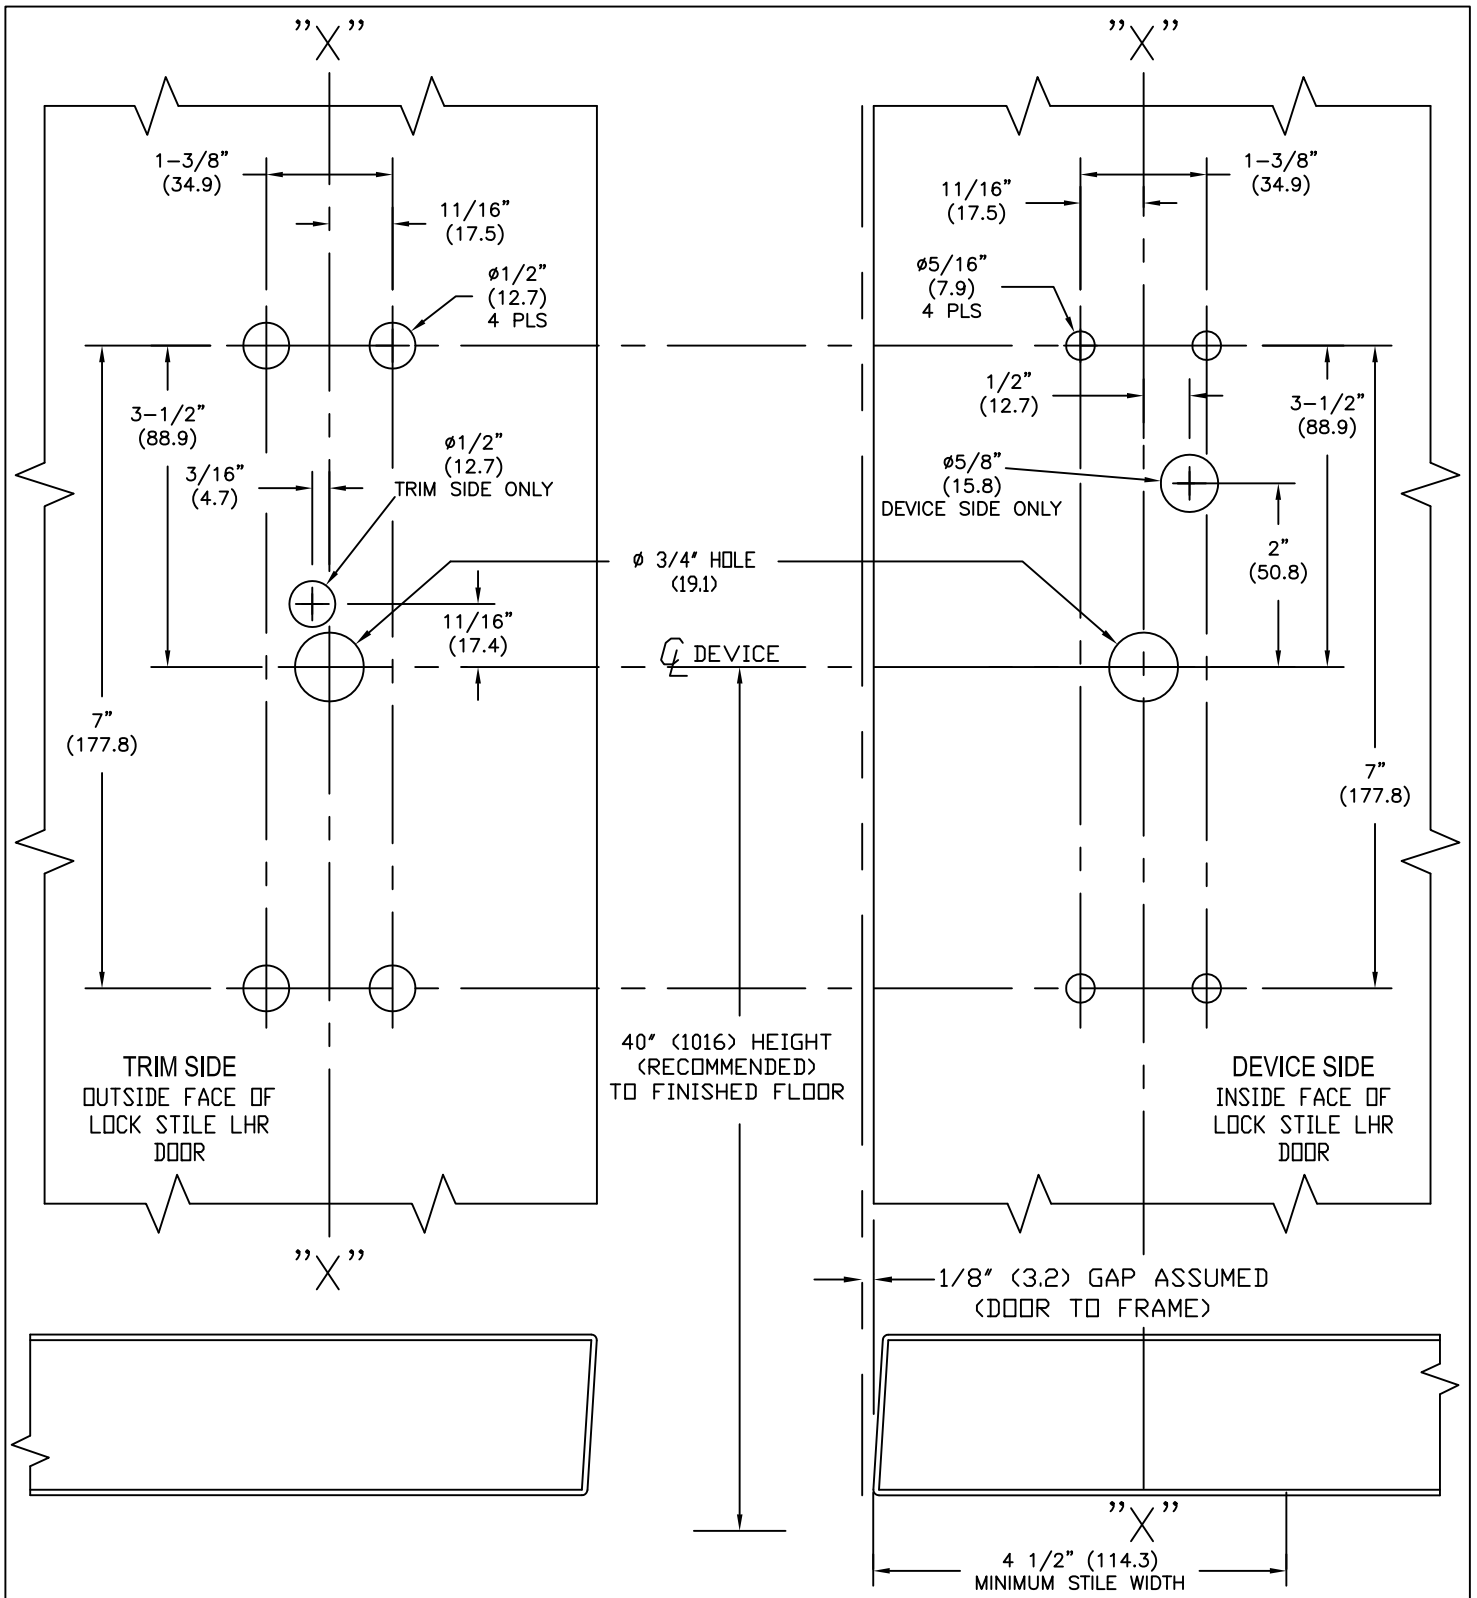 ”X” ”X”
1-3/8”
(34.9)
11/16”
(17.5)
ø1/2”
(12.7)
4 PLS
3-1/2”
(88.9)
3/16”
(4.7)
ø1/2”
(12.7)
TRIM SIDE ONLY
11/16”
(17.4)
7”
(177.8)
TRIM SIDE
OUTSIDE FACE OF
LOCK STILE LHR
DOOR
”X”
ø 3/4" HOLE
(19.1)
CL DEVICE
40" (1016) HEIGHT
(RECOMMENDED)
TO FINISHED FLOOR
1-3/8”
(34.9)
11/16”
(17.5)
ø5/16”
(7.9)
4 PLS
1/2”
(12.7)
3-1/2”
(88.9)
ø5/8”
(15.8)
DEVICE SIDE ONLY
2”
(50.8)
7”
(177.8)
DEVICE SIDE
INSIDE FACE OF
LOCK STILE LHR
DOOR
1/8" (3.2) GAP ASSUMED
(DOOR TO FRAME)
”X”
4 1/2” (114.3)
MINIMUM STILE WIDTH